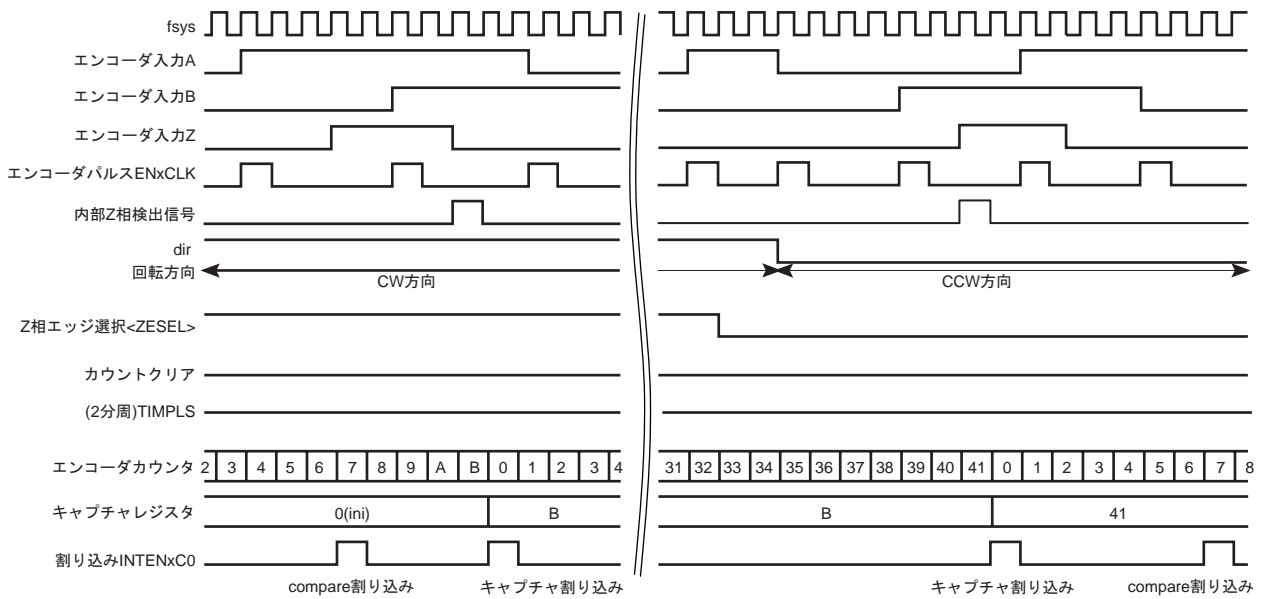 fsys
エンコーダ入力A
エンコーダ入力B
エンコーダ入力Z
エンコーダパルスENxCLK
内部Z相検出信号
dir
回転方向
CW方向 CCW方向
Z相エッジ選択<ZESEL>
カウントクリア
(2分周)TIMPLS
エンコーダカウンタ 2 3 4 5 6 7 8 9 A B 0 1 2 3 4 31 32 33 34 35 36 37 38 39 40 41 0 1 2 3 4 5 6 7 8
キャプチャレジスタ 0(ini) B B 41
割り込みINTENxC0
compare割り込み キャプチャ割り込み キャプチャ割り込み compare割り込み